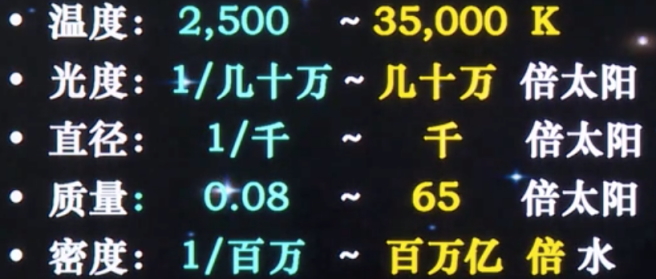 • 温度: 2,500 ~ 35,000 K
• 光度: 1/几十万 ~ 几十万 倍太阳
• 直径: 1/千 ~ 千 倍太阳
• 质量: 0.08 ~ 65 倍太阳
• 密度: 1/百万 ~ 百万亿 倍 水